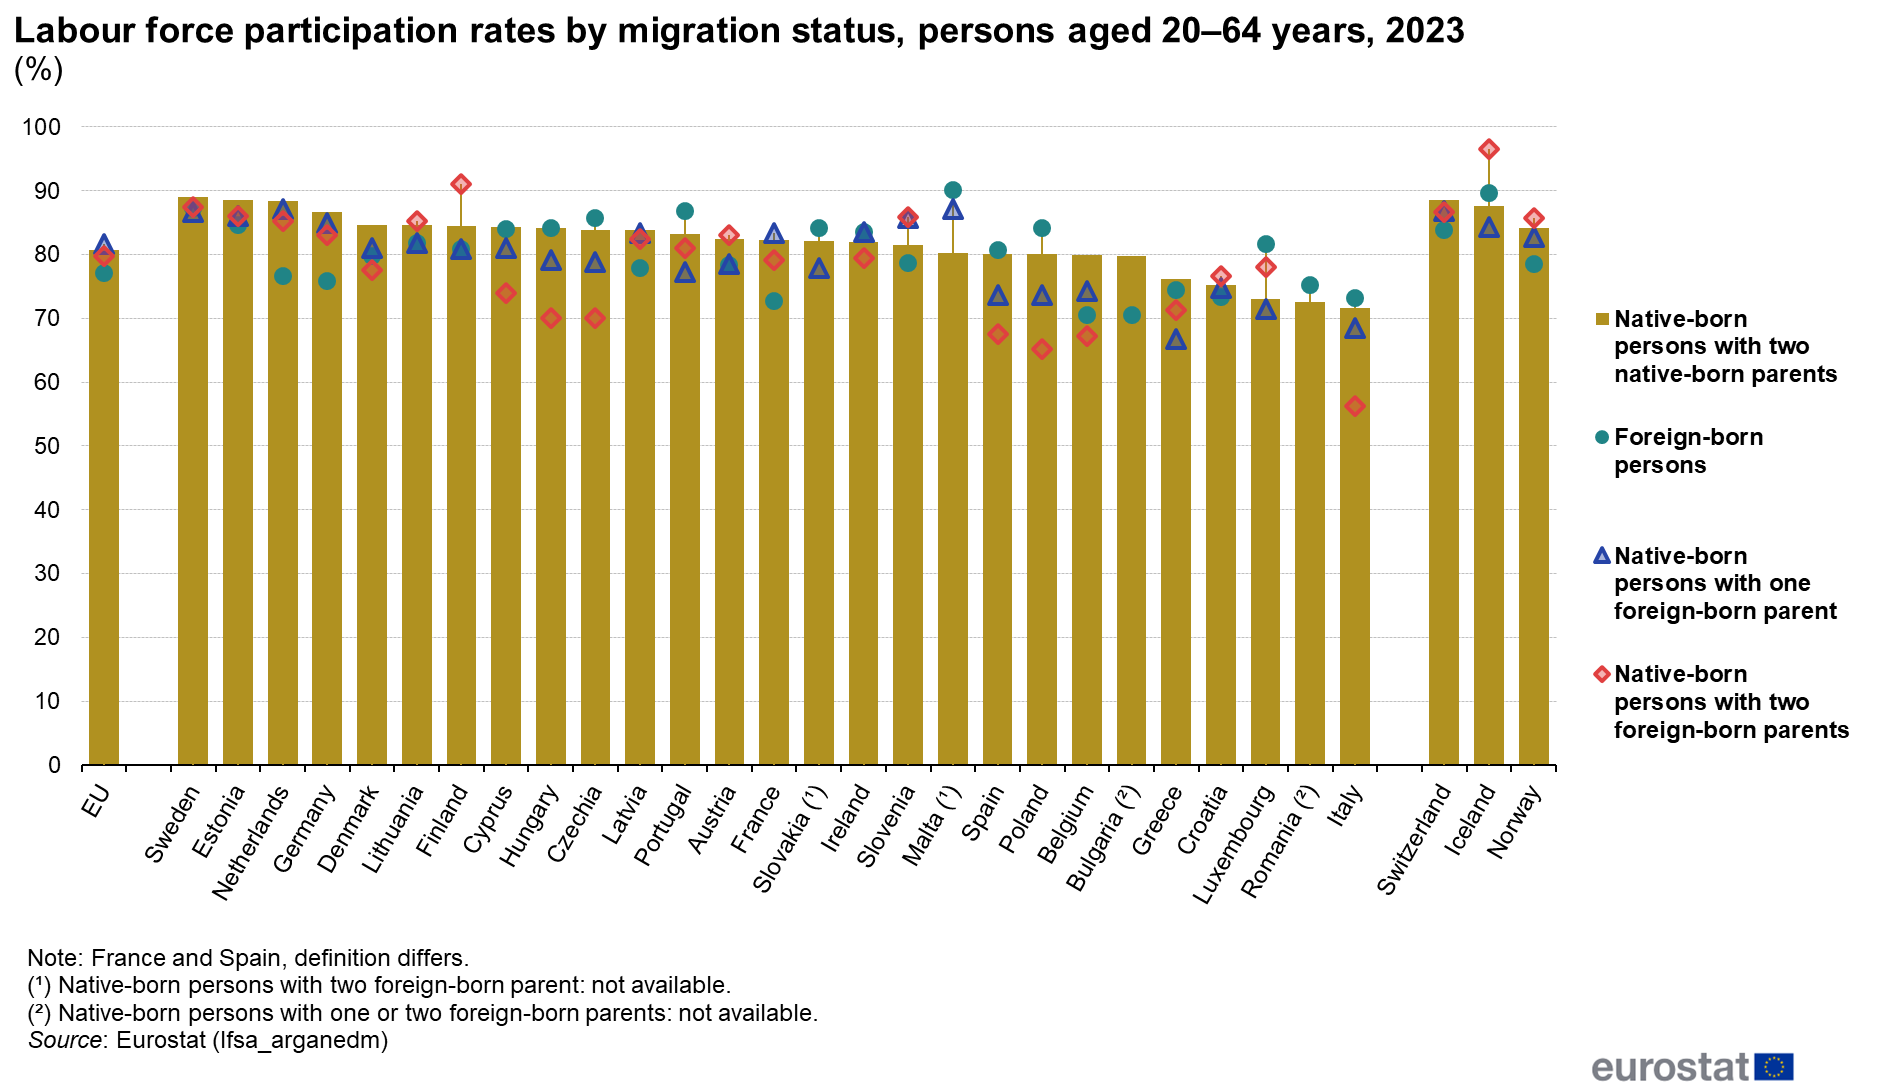 Labour force participation rates by migration status, persons aged 20–64 years, 2023
(%)
100
90
80
70
60
50
40
30
20
10
0
EU
Sweden
Estonia
Netherlands
Germany
Denmark
Lithuania
Finland
Cyprus
Hungary
Czechia
Latvia
Portugal
Austria
France
Slovakia (¹)
Ireland
Slovenia
Malta (¹)
Spain
Poland
Belgium
Bulgaria (²)
Greece
Croatia
Luxembourg
Romania (²)
Italy
Switzerland
Iceland
Norway
Native-born
persons with two
native-born parents
Foreign-born
persons
Native-born
persons with one
foreign-born parent
Native-born
persons with two
foreign-born parents
Note: France and Spain, definition differs.
(¹) Native-born persons with two foreign-born parent: not available.
(²) Native-born persons with one or two foreign-born parents: not available.
Source: Eurostat (lfsa_arganedm)
eurostat